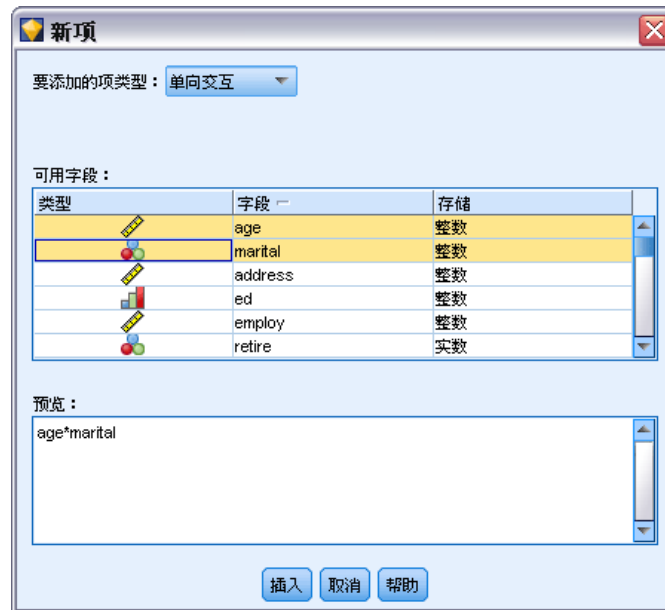 新项
要添加的项类型：单向交互
可用字段：
类型 字段 存储
age 整数
marital 整数
address 整数
ed 整数
employ 整数
retire 实数
预览：
age*marital
插入 取消 帮助